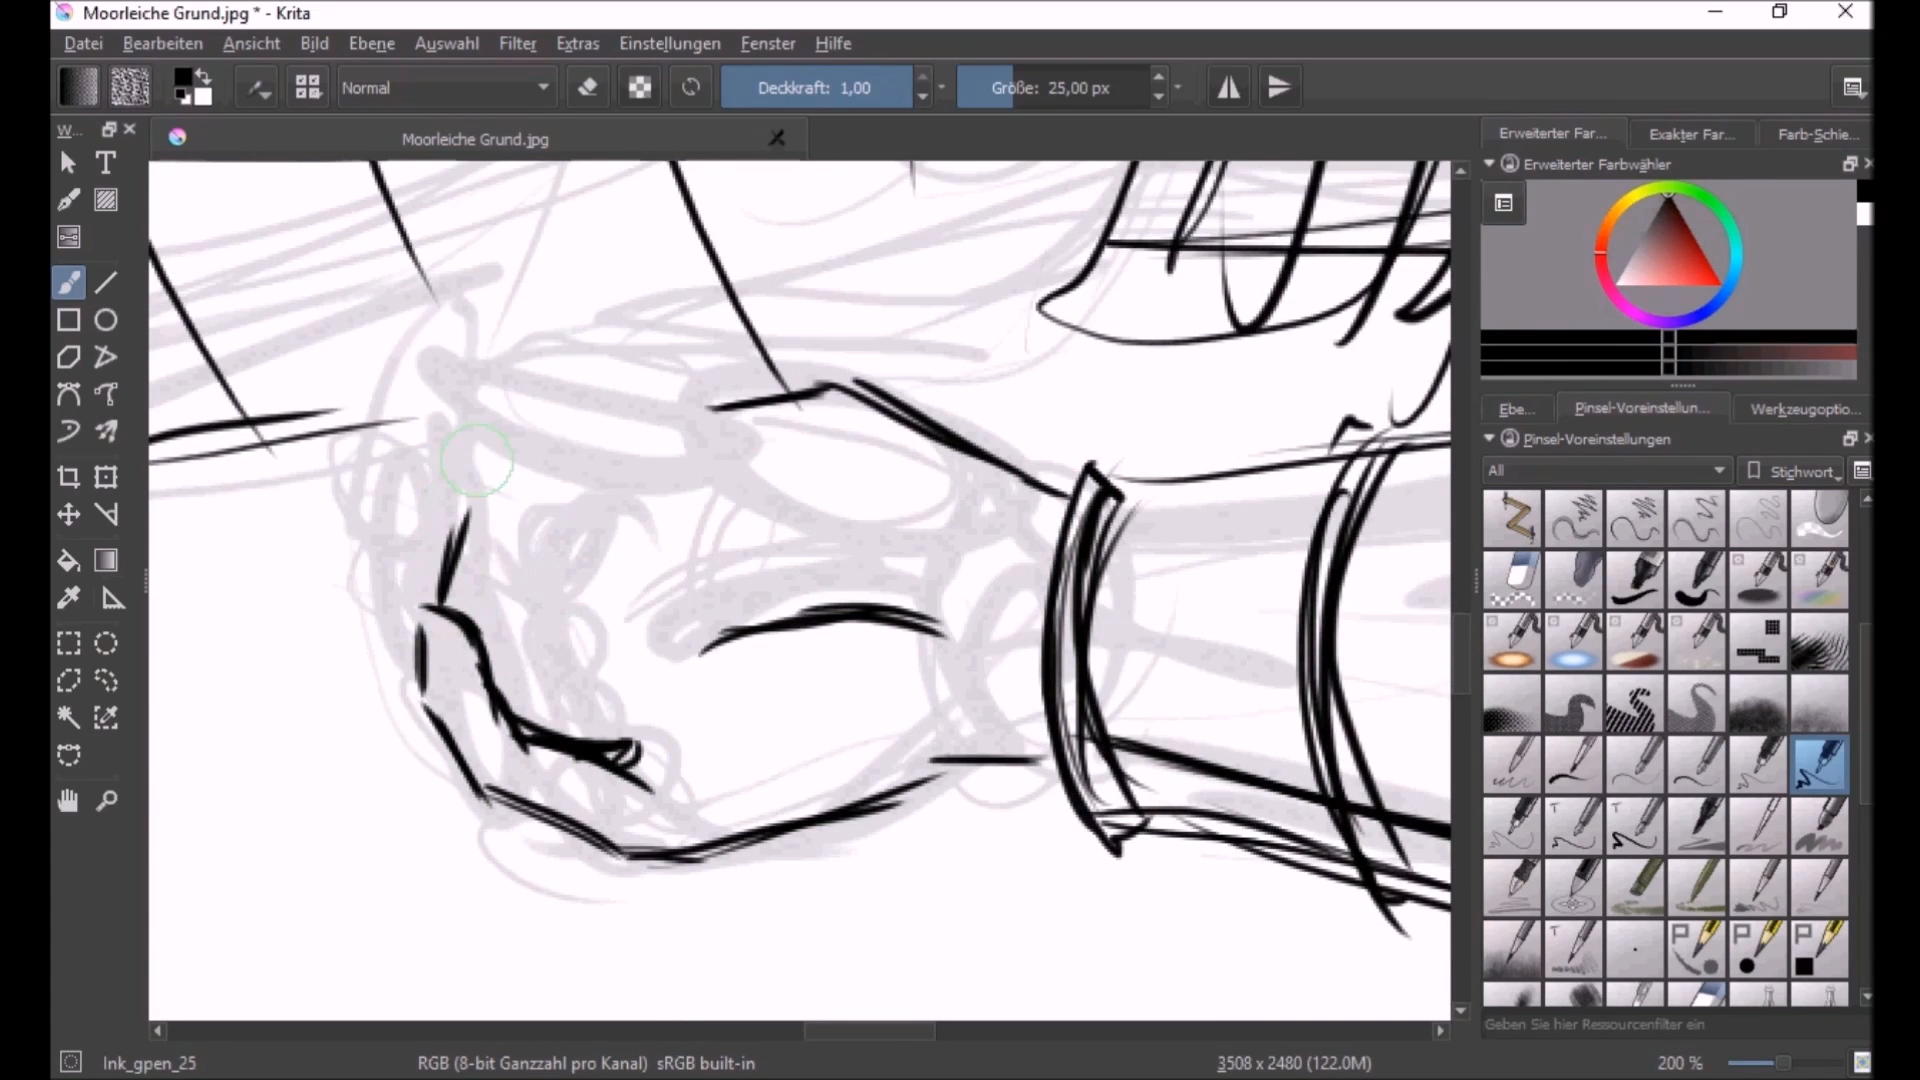 Moorleiche Grund.jpg * - Krita
Datei Bearbeiten Ansicht Bild Ebene Auswahl Filter Extras Einstellungen Fenster Hilfe
Normal Deckkraft: 1,00 Größe: 25,00 px
W...
Moorleiche Grund.jpg
Erweiterter Far... Exakter Far... Farb-Schie...
Erweiterter Farbwähler
Ebe... Pinsel-Voreinstellun... Werkzeugoptio...
Pinsel-Voreinstellungen
All Stichwort
T
T T
T P P P
Geben Sie hier Ressourcenfilter ein
Ink_gpen_25 RGB (8-bit Ganzzahl pro Kanal) sRGB built-in 3508 x 2480 (122.0M) 200 %